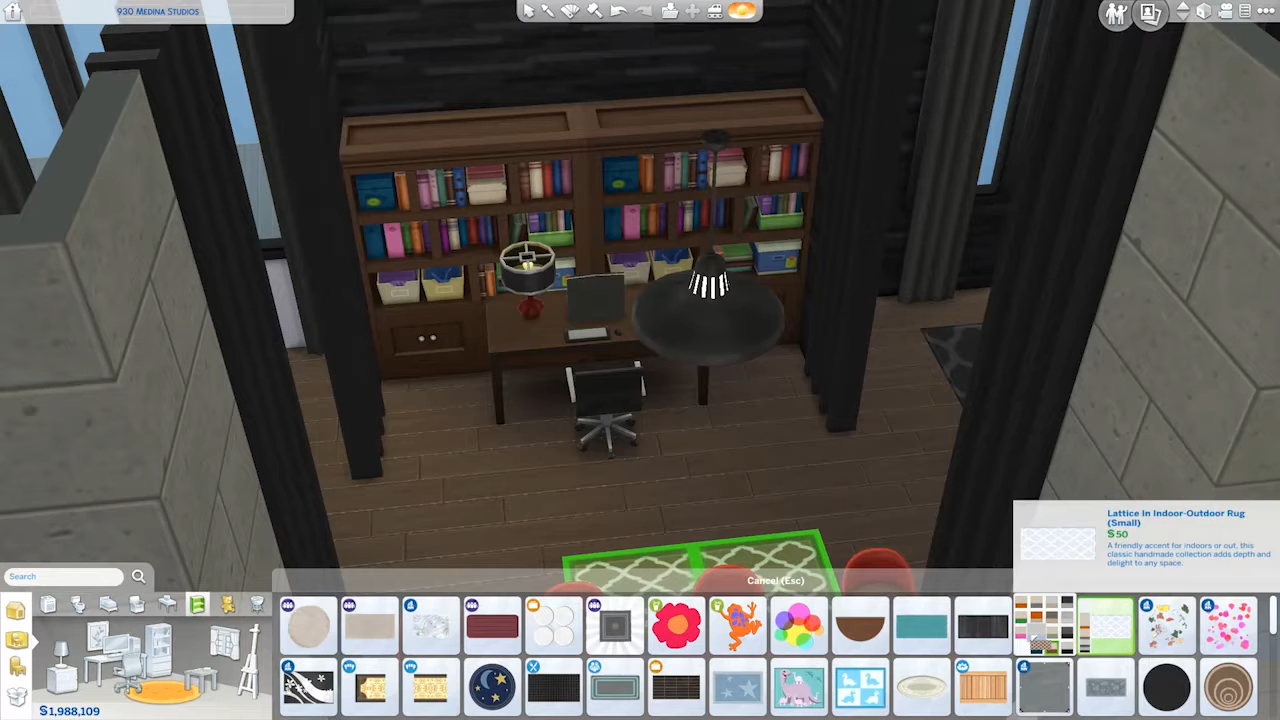 930 MEDINA STUDIOS
Lattice In Indoor-Outdoor Rug
(Small)
$50
A friendly accent for indoors or out, this
classic handmade collection adds depth and
delight to any space.
Cancel (Esc)
Search
$1,988,109